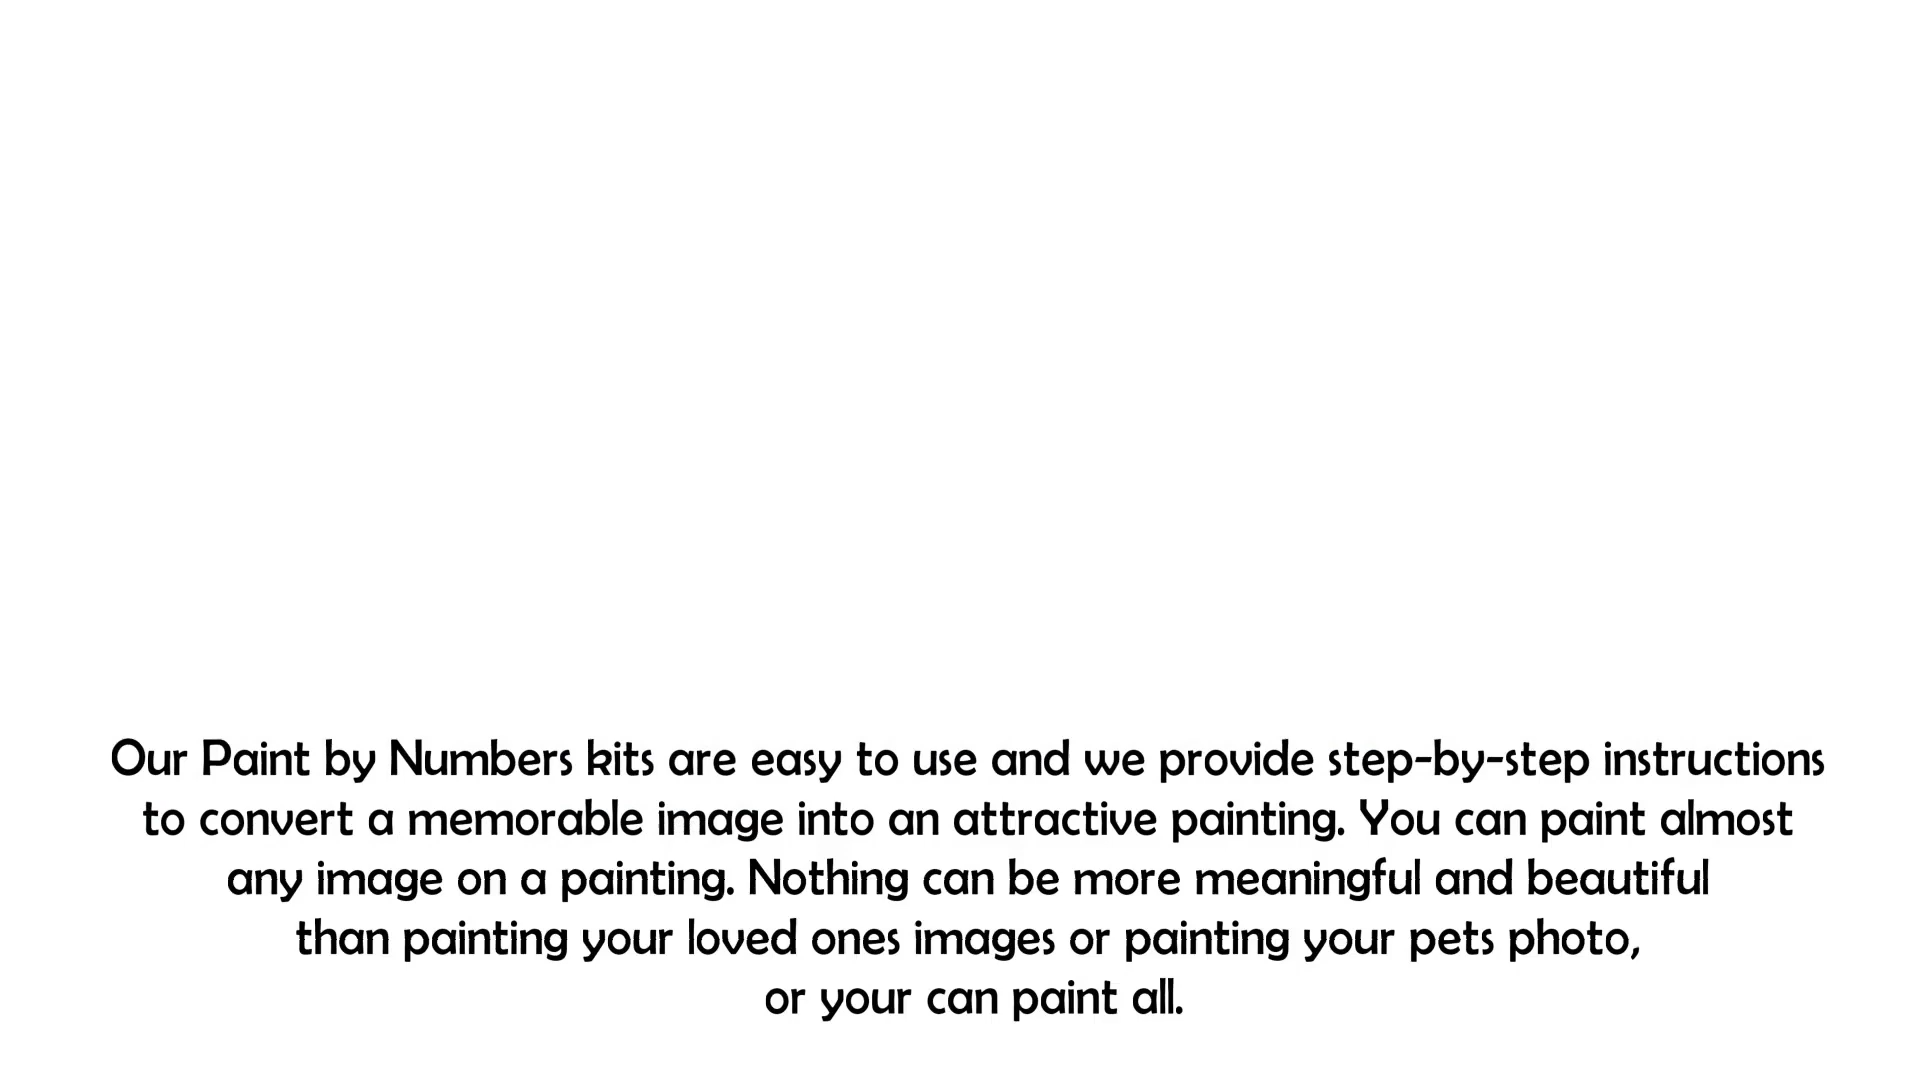 Our Paint by Numbers kits are easy to use and we provide step-by-step instructions
to convert a memorable image into an attractive painting. You can paint almost
any image on a painting. Nothing can be more meaningful and beautiful
than painting your loved ones images or painting your pets photo,
or your can paint all.